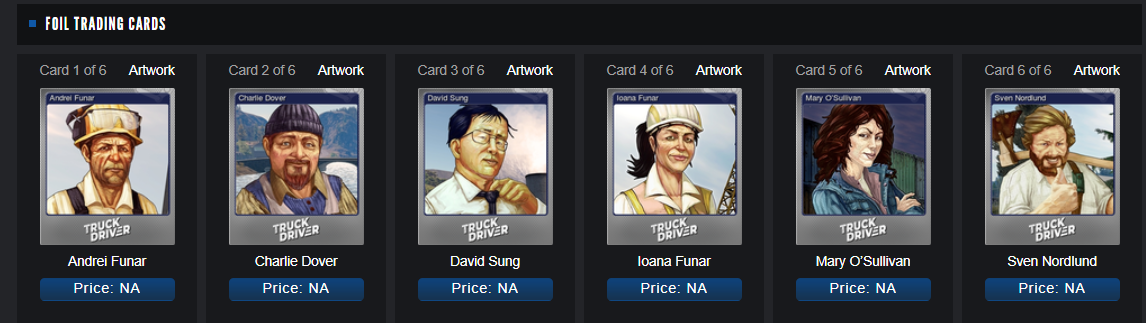 FOIL TRADING CARDS
Card 1 of 6 Artwork
Andrei Funar
TRUCK
DRIVER
Andrei Funar
Price: NA
Card 2 of 6 Artwork
Charlie Dover
TRUCK
DRIVER
Charlie Dover
Price: NA
Card 3 of 6 Artwork
David Sung
TRUCK
DRIVER
David Sung
Price: NA
Card 4 of 6 Artwork
Ioana Funar
TRUCK
DRIVER
Ioana Funar
Price: NA
Card 5 of 6 Artwork
Mary O'Sullivan
TRUCK
DRIVER
Mary O'Sullivan
Price: NA
Card 6 of 6 Artwork
Sven Nordlund
TRUCK
DRIVER
Sven Nordlund
Price: NA